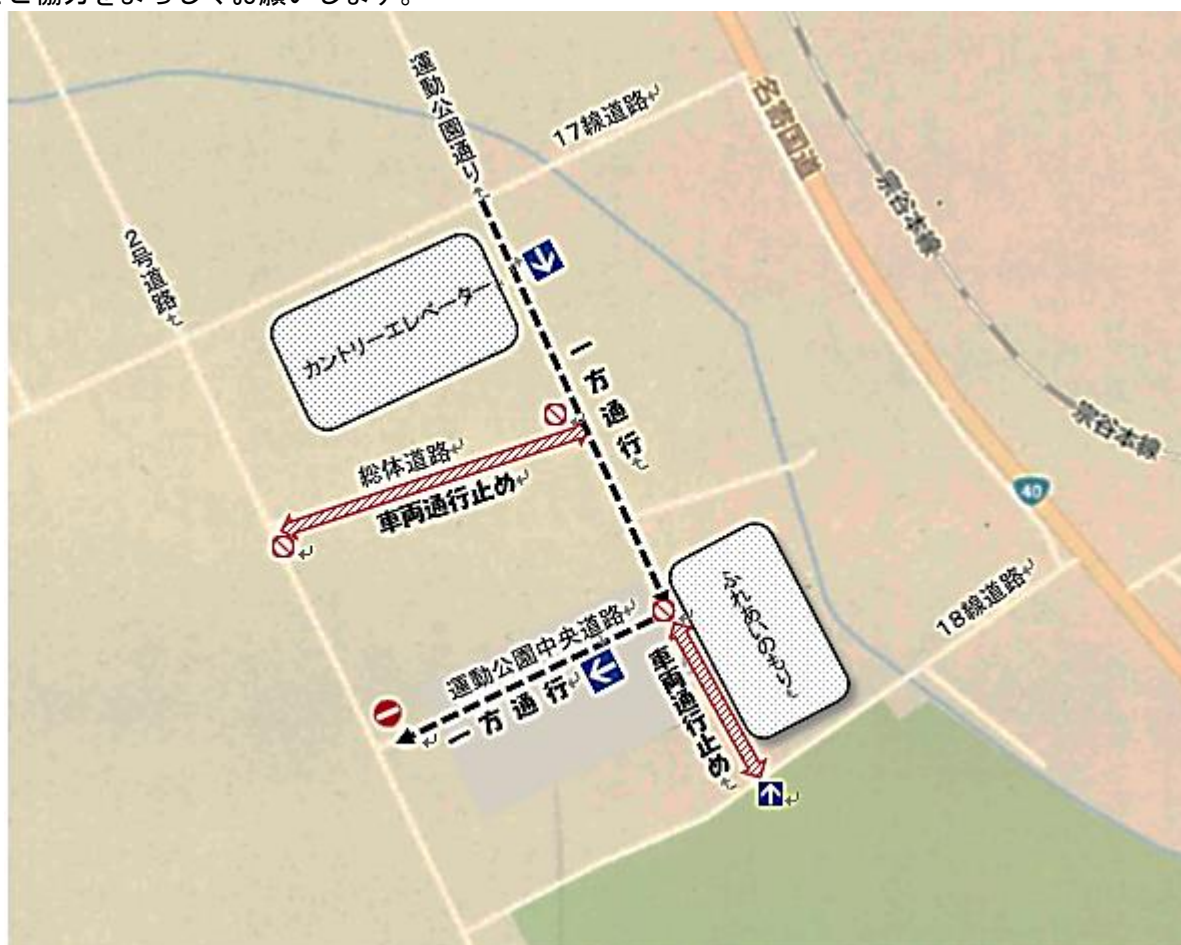 ご協力をよろしくお願いします。
運動公園通り
17線道路
名寄国道
宗谷本線
2号道路
カントリーエレベーター
一方通行
総体道路
車両通行止め
宗谷本線
40
ふれあいのもり
18線道路
運動公園中央道路
一方通行
車両通行止め